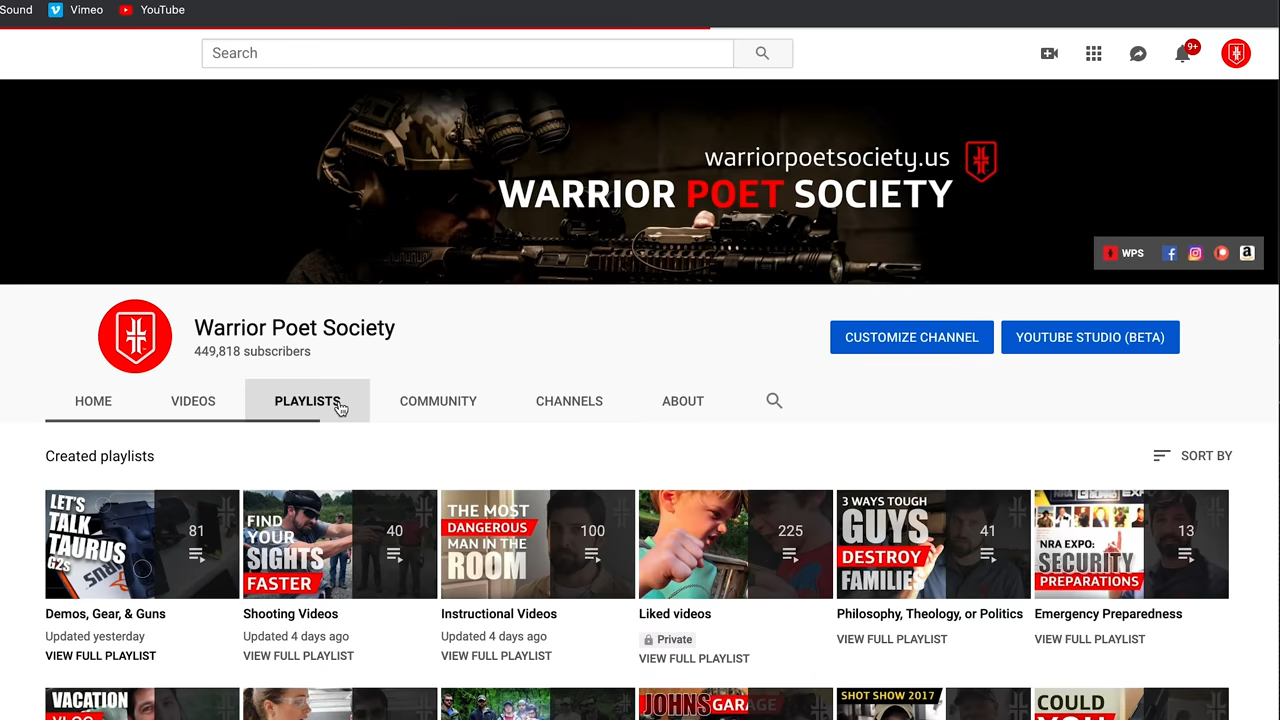 Sound Vimeo YouTube
Search
9+
warriorpoetsociety.us
WARRIOR POET SOCIETY
WPS
Warrior Poet Society
449,818 subscribers
CUSTOMIZE CHANNEL
YOUTUBE STUDIO (BETA)
HOME VIDEOS PLAYLISTS COMMUNITY CHANNELS ABOUT
Created playlists
SORT BY
LET'S
TALK
TAURUS
G2S
81
Demos, Gear, & Guns
Updated yesterday
VIEW FULL PLAYLIST
FIND
YOUR
SIGHTS
FASTER
40
Shooting Videos
Updated 4 days ago
VIEW FULL PLAYLIST
THE MOST
DANGEROUS
MAN IN THE
ROOM
100
Instructional Videos
Updated 4 days ago
VIEW FULL PLAYLIST
225
Liked videos
Private
VIEW FULL PLAYLIST
3 WAYS TOUGH
GUYS
DESTROY
FAMILIES
41
Philosophy, Theology, or Politics
VIEW FULL PLAYLIST
NRA EXPO:
SECURITY
PREPARATIONS
13
Emergency Preparedness
VIEW FULL PLAYLIST
VACATION
VLOG
JOHNS GARAGE
SHOT SHOW 2017
COULD
YOU